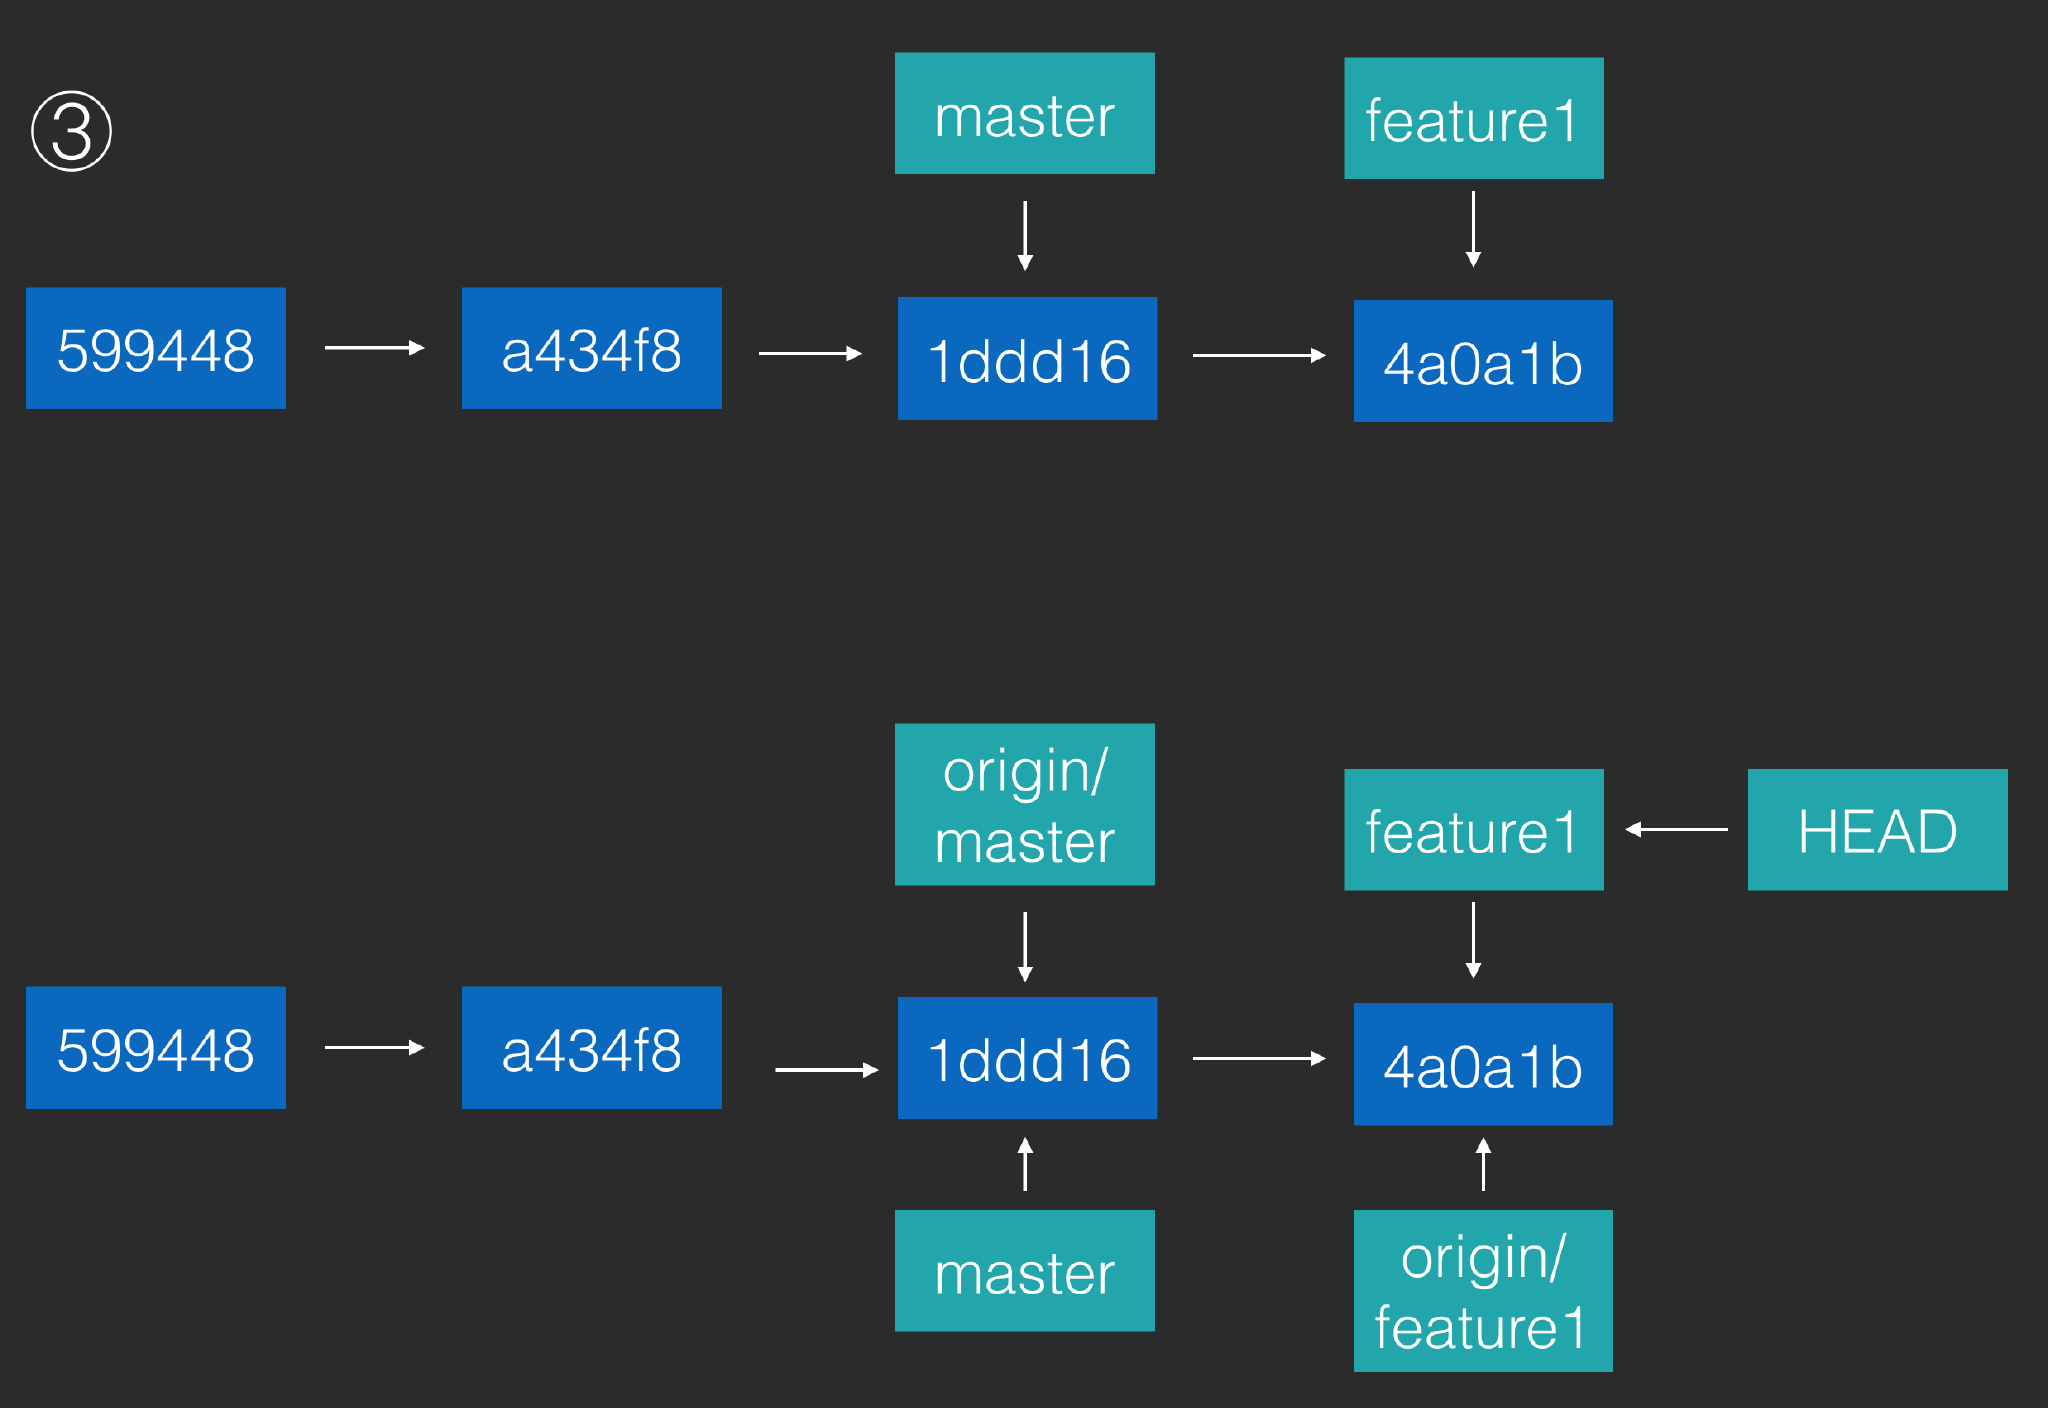 ③
master
feature1
599448
a434f8
1ddd16
4a0a1b
origin/
master
feature1
HEAD
599448
a434f8
1ddd16
4a0a1b
master
origin/
feature1